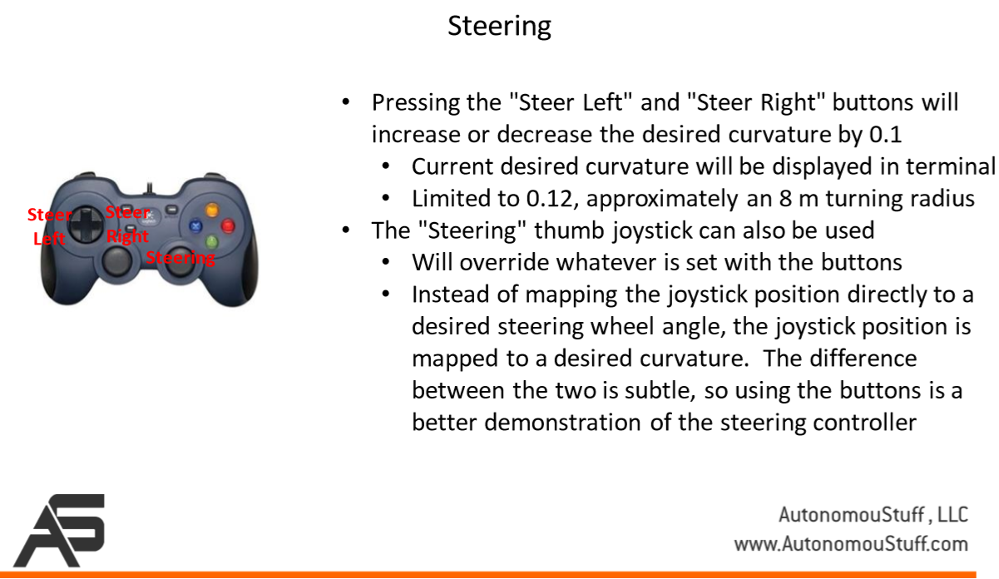 Steering
• Pressing the "Steer Left" and "Steer Right" buttons will
increase or decrease the desired curvature by 0.1
• Current desired curvature will be displayed in terminal
• Limited to 0.12, approximately an 8 m turning radius
• The "Steering" thumb joystick can also be used
• Will override whatever is set with the buttons
• Instead of mapping the joystick position directly to a
desired steering wheel angle, the joystick position is
mapped to a desired curvature.  The difference
between the two is subtle, so using the buttons is a
better demonstration of the steering controller
Steer
Left
Steer
Right
Steering
AS
AutonomouStuff, LLC
www.AutonomouStuff.com